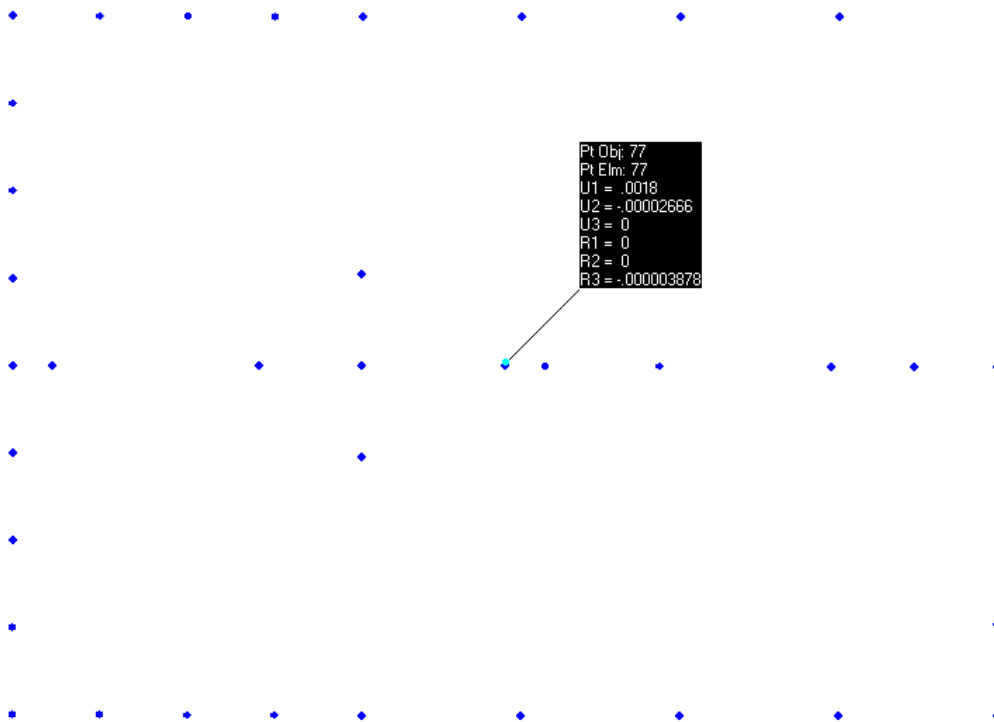 Pt Obj: 77
Pt Elm: 77
U1 = .0018
U2 = -.00002666
U3 = 0
R1 = 0
R2 = 0
R3 = -.000003878